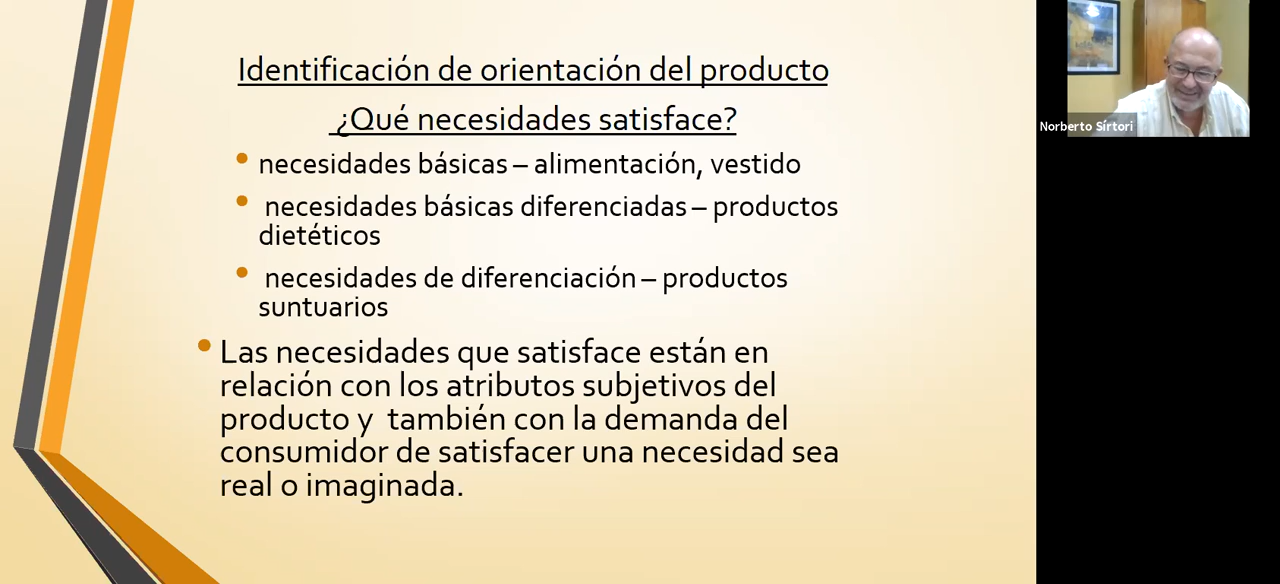 Identificación de orientación del producto
¿Qué necesidades satisface?
• necesidades básicas – alimentación, vestido
• necesidades básicas diferenciadas – productos
dietéticos
• necesidades de diferenciación – productos
suntuarios
• Las necesidades que satisface están en
relación con los atributos subjetivos del
producto y también con la demanda del
consumidor de satisfacer una necesidad sea
real o imaginada.
Norberto Sírtori